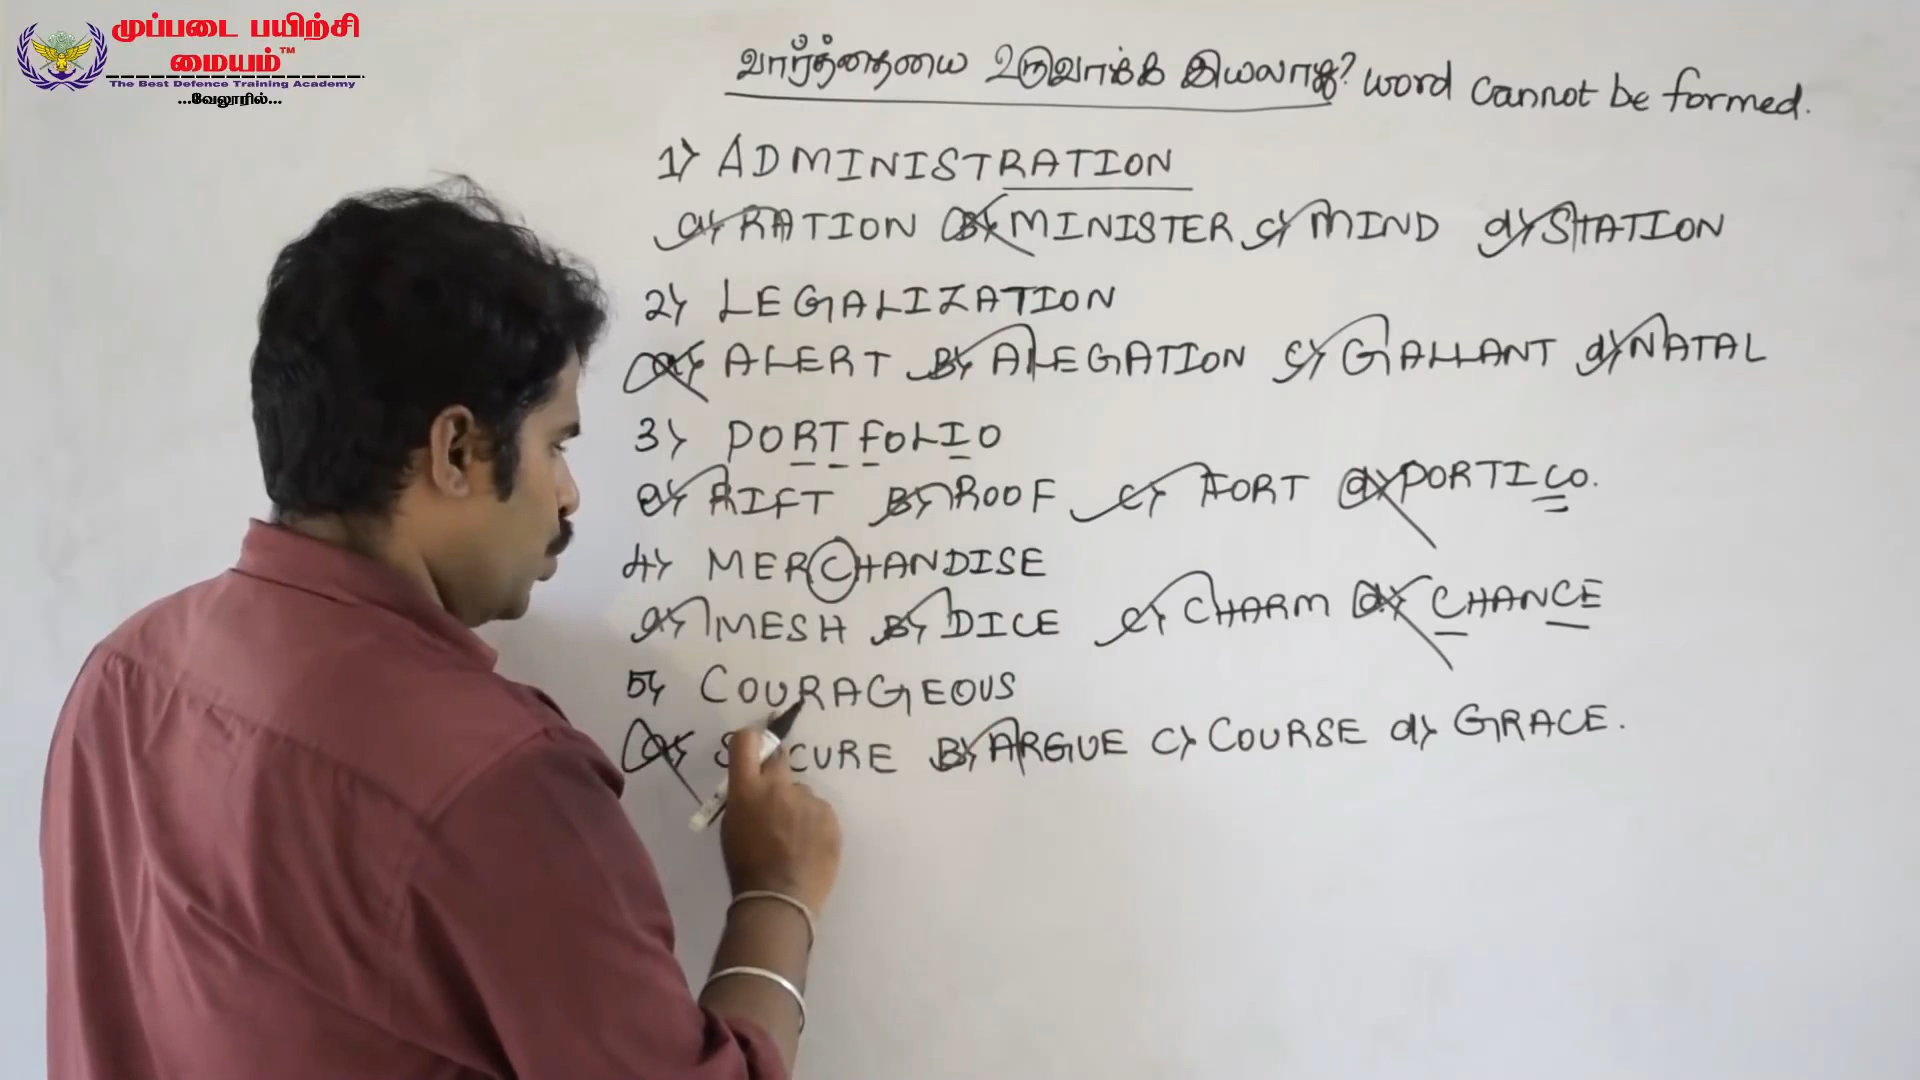 முப்படை பயிற்சி
மையம்™
The Best Defence Training Academy
...வேலூரில்...
வார்த்தையை உருவாக்க இயலாது? word cannot be formed.
1) ADMINISTRATION
a) RATION B) MINISTER c) MIND d) STATION
2) LEGALIZATION
a) ALERT B) ALEGATION c) GALLANT d) NATAL
3) PORTFOLIO
a) RIFT B) ROOF c) FORT d) PORTICO.
4) MERCHANDISE
a) MESH B) DICE c) CHARM d) CHANCE
5) COURAGEOUS
a) CURE B) ARGUE C) COURSE d) GRACE.